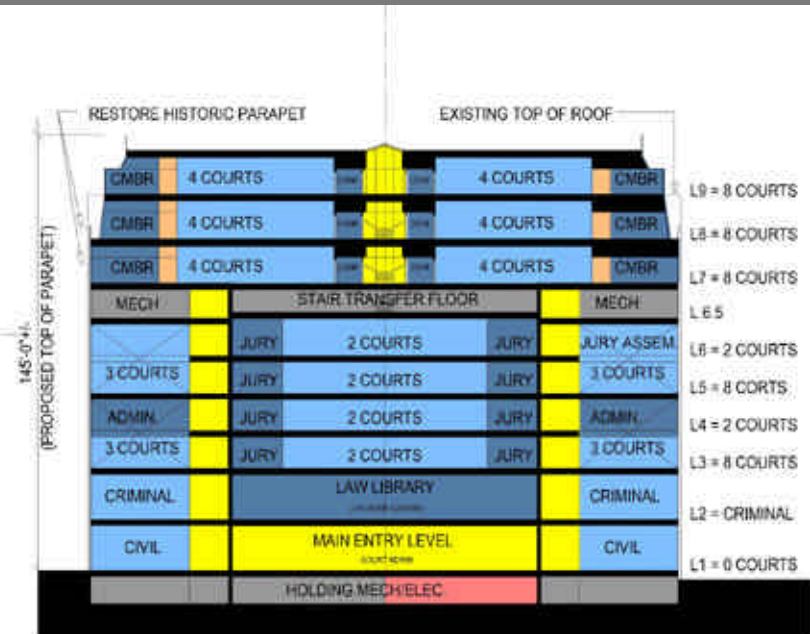 RESTORE HISTORIC PARAPET
EXISTING TOP OF ROOF
CMBR 4 COURTS 4 COURTS CMBR L9 = 8 COURTS
CMBR 4 COURTS 4 COURTS CMBR L8 = 8 COURTS
CMBR 4 COURTS 4 COURTS CMBR L7 = 8 COURTS
MECH STAIR TRANSFER FLOOR MECH L 6.5
JURY 2 COURTS JURY JURY ASSEM. L6 = 2 COURTS
3 COURTS JURY 2 COURTS JURY 3 COURTS L5 = 8 CORTS
ADMIN. JURY 2 COURTS JURY ADMIN. L4 = 2 COURTS
3 COURTS JURY 2 COURTS JURY 3 COURTS L3 = 8 COURTS
CRIMINAL LAW LIBRARY CRIMINAL L2 = CRIMINAL
CIVIL MAIN ENTRY LEVEL CIVIL L1 = 0 COURTS
HOLDING MECH/ELEC
145'-0"+/-
(PROPOSED TOP OF PARAPET)